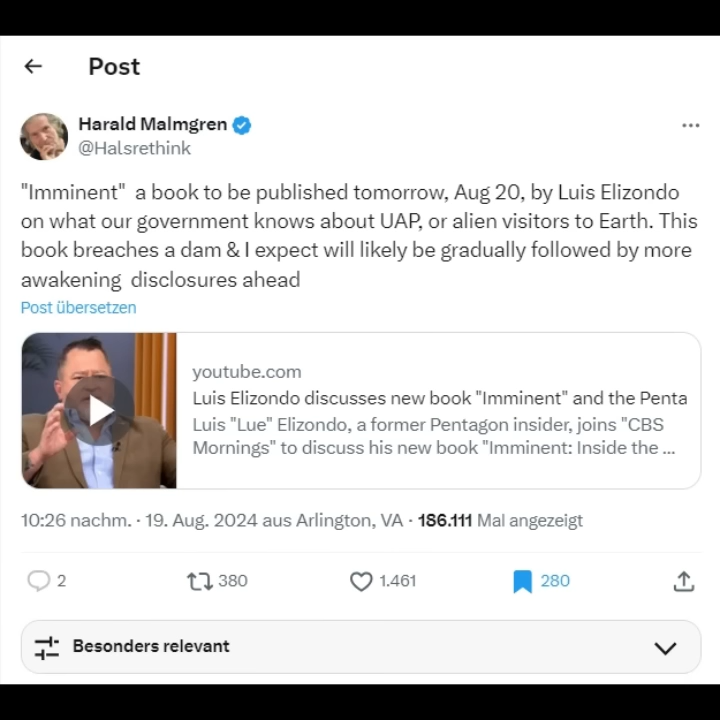 Post
Harald Malmgren
@Halsrethink
"Imminent"  a book to be published tomorrow, Aug 20, by Luis Elizondo
on what our government knows about UAP, or alien visitors to Earth. This
book breaches a dam & I expect will likely be gradually followed by more
awakening  disclosures ahead
Post übersetzen
youtube.com
Luis Elizondo discusses new book "Imminent" and the Penta
Luis "Lue" Elizondo, a former Pentagon insider, joins "CBS
Mornings" to discuss his new book "Imminent: Inside the ...
10:26 nachm. · 19. Aug. 2024 aus Arlington, VA · 186.111 Mal angezeigt
2 380 1.461 280
Besonders relevant